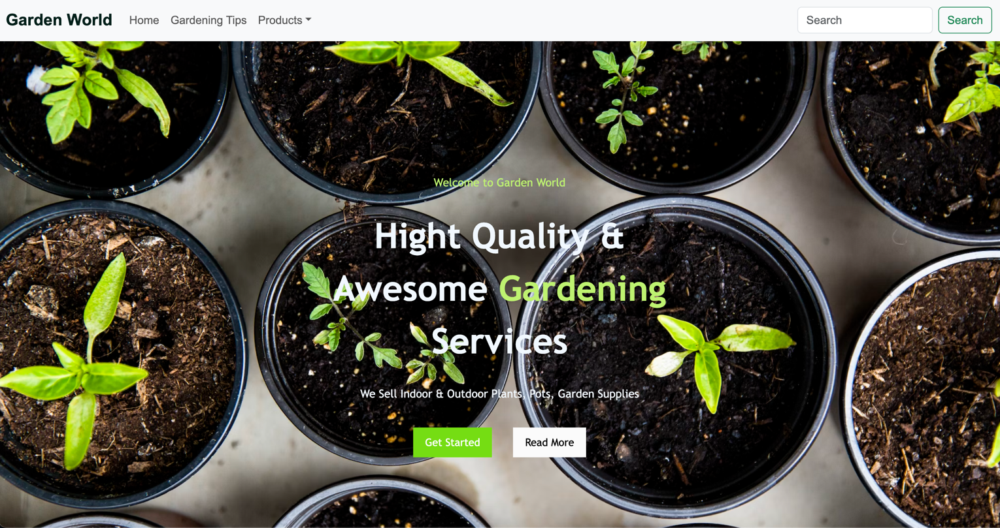 Garden World Home Gardening Tips Products Search Search
Welcome to Garden World
Hight Quality &
Awesome Gardening
Services
We Sell Indoor & Outdoor Plants, Pots, Garden Supplies
Get Started Read More